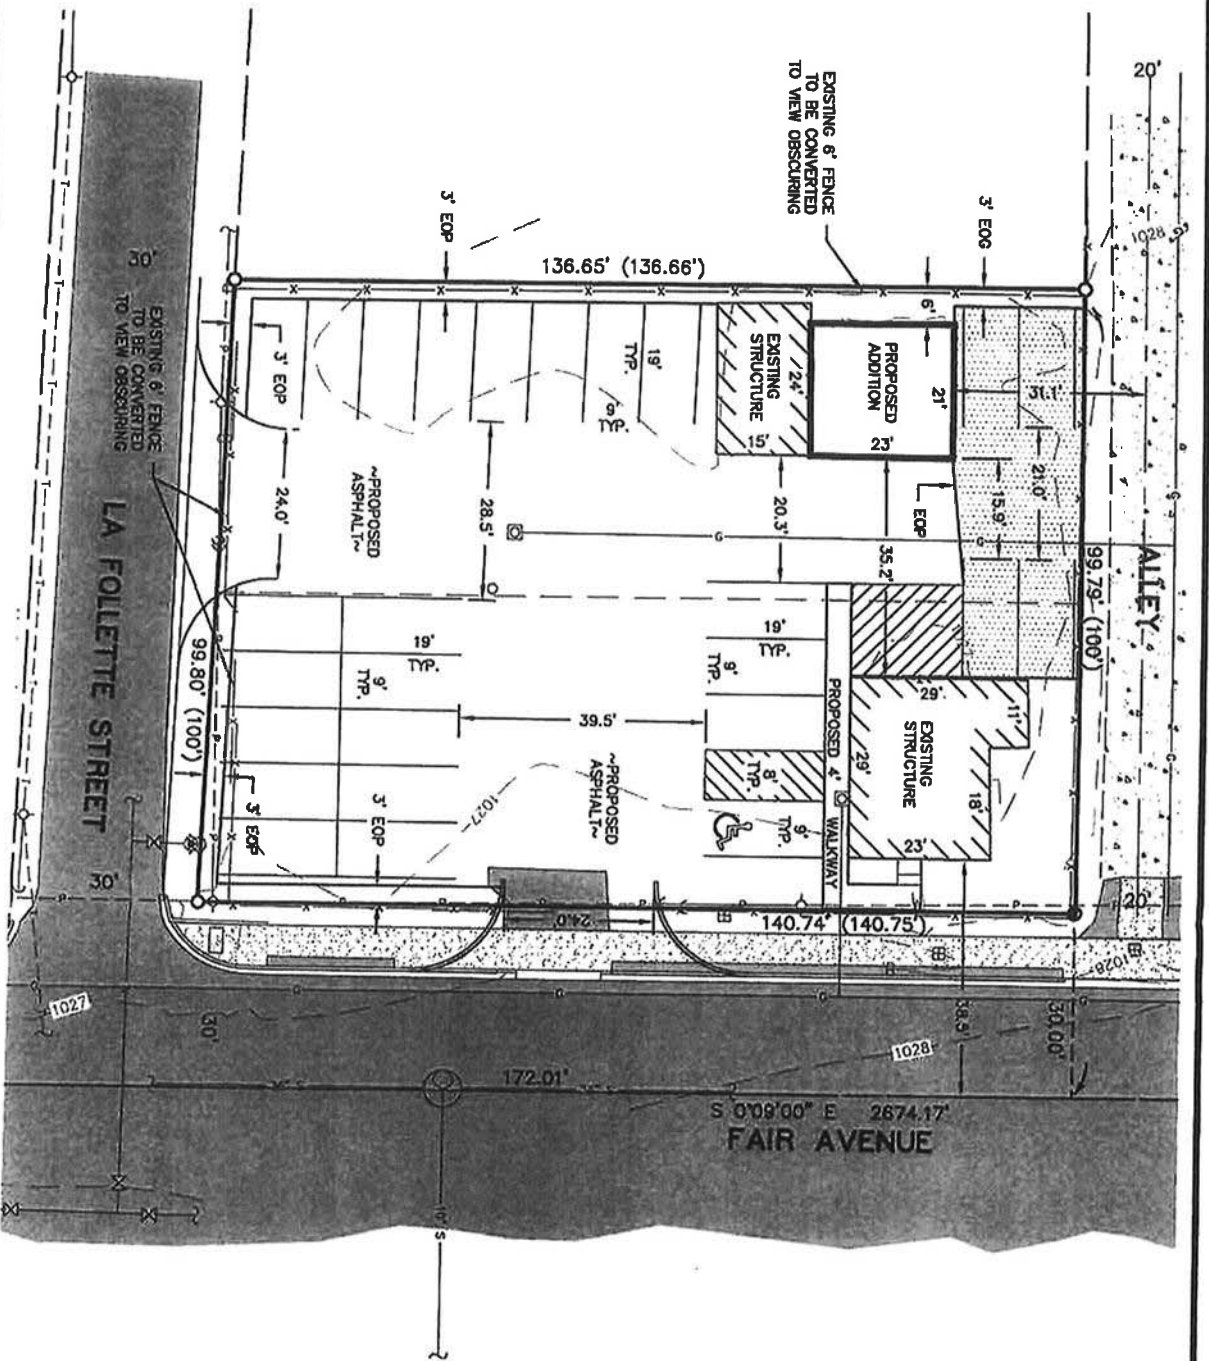 20'
ALLEY
1028
EXISTING 6' FENCE
TO BE CONVERTED
TO VIEW OBSCURING
3' EOG
3' EOP
136.65' (136.66')
6'
PROPOSED
ADDITION
21'
23'
31.1'
21.0'
15.9'
EOP
35.2'
99.79' (100')
EXISTING
STRUCTURE
24'
15'
20.3'
19'
TYP.
9'
TYP.
28.5'
~PROPOSED
ASPHALT~
3' EOP
24.0'
30'
EXISTING 6' FENCE
TO BE CONVERTED
TO VIEW OBSCURING
LA FOLLETTE STREET
99.80' (100')
30'
19'
TYP.
9'
TYP.
39.5'
19'
TYP.
9'
TYP.
PROPOSED 4' WALKWAY
29'
11'
EXISTING
STRUCTURE
29'
18'
23'
8'
TYP.
9'
TYP.
~PROPOSED
ASPHALT~
1027
3' EOP
3' EOP
24.0'
140.74' (140.75')
20'
1028
38.5'
30.00'
1027
30'
1028
172.01'
10" S
S 0°09'00" E 2674.17'
FAIR AVENUE